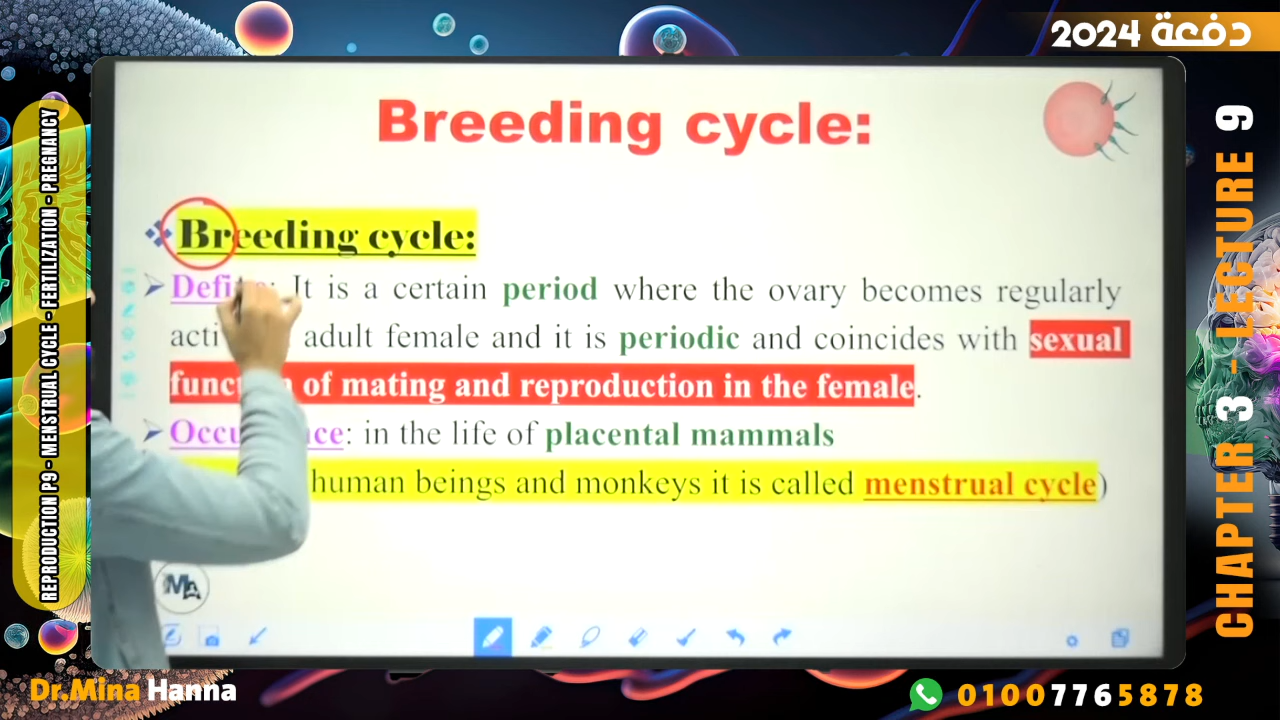 دفعة 2024
Breeding cycle:
Breeding cycle:
Define: It is a certain period where the ovary becomes regularly
adult female and it is periodic and coincides with sexual
of mating and reproduction in the female.
: in the life of placental mammals
human beings and monkeys it is called menstrual cycle)
MA
REPRODUCTION P9 - MENSTRUAL CYCLE - FERTILIZATION - PREGNANCY
CHAPTER 3 - LECTURE 9
Dr.Mina Hanna
01007765878